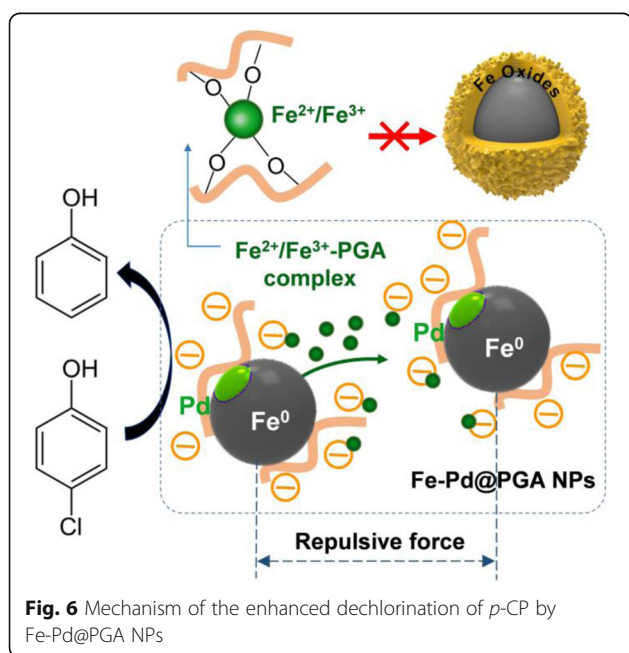 O
O
O
O
Fe²⁺/Fe³⁺
Fe Oxides
OH
Fe²⁺/Fe³⁺-PGA
complex
Pd
Fe⁰
Pd
Fe⁰
OH
Cl
Fe-Pd@PGA NPs
Repulsive force
Fig. 6 Mechanism of the enhanced dechlorination of p-CP by
Fe-Pd@PGA NPs